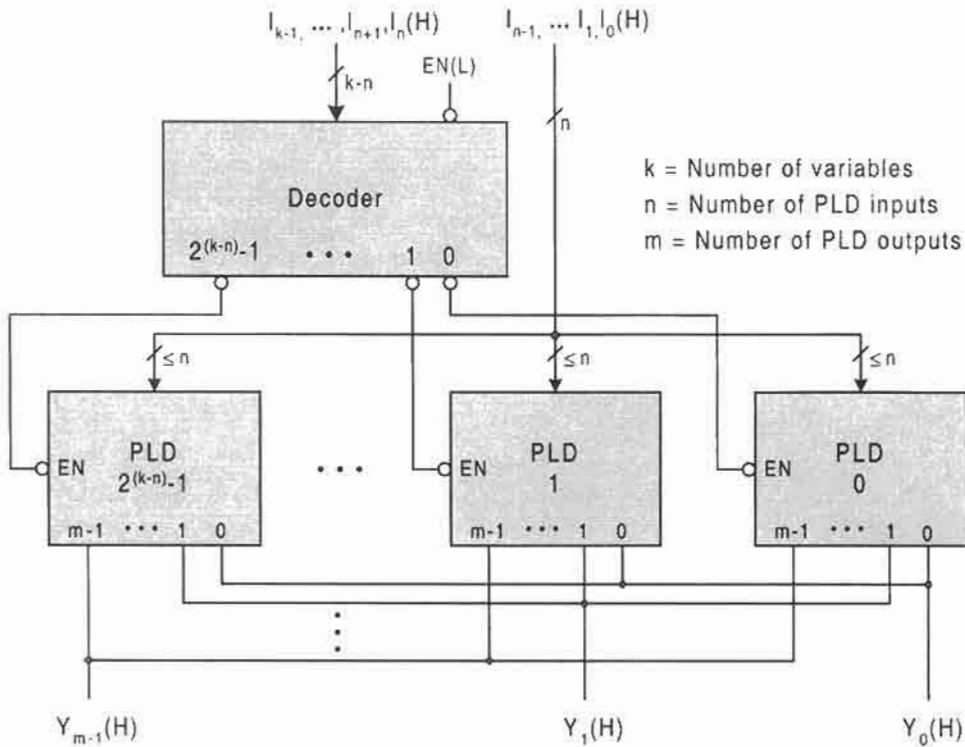 I_{k-1}, ... ,I_{n+1},I_n(H)
I_{n-1}, ... I_1,I_0(H)
EN(L)
k-n
n
Decoder
2^{(k-n)}-1 • • • 1 0
k = Number of variables
n = Number of PLD inputs
m = Number of PLD outputs
≤ n
≤ n
≤ n
PLD
2^{(k-n)}-1
EN
m-1 • • • 1 0
• • •
PLD
1
EN
m-1 • • • 1 0
PLD
0
EN
m-1 • • • 1 0
Y_{m-1}(H)
Y_1(H)
Y_0(H)